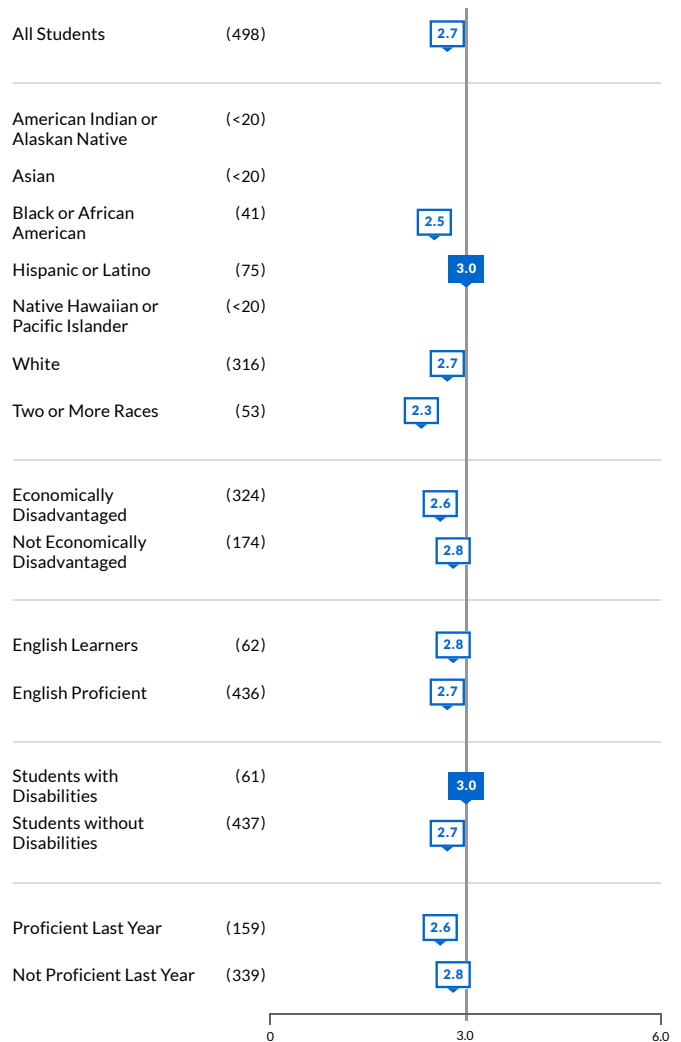 All Students (498) 2.7
American Indian or (<20)
Alaskan Native
Asian (<20)
Black or African (41) 2.5
American
Hispanic or Latino (75) 3.0
Native Hawaiian or (<20)
Pacific Islander
White (316) 2.7
Two or More Races (53) 2.3
Economically (324) 2.6
Disadvantaged
Not Economically (174) 2.8
Disadvantaged
English Learners (62) 2.8
English Proficient (436) 2.7
Students with (61) 3.0
Disabilities
Students without (437) 2.7
Disabilities
Proficient Last Year (159) 2.6
Not Proficient Last Year (339) 2.8
0 3.0 6.0